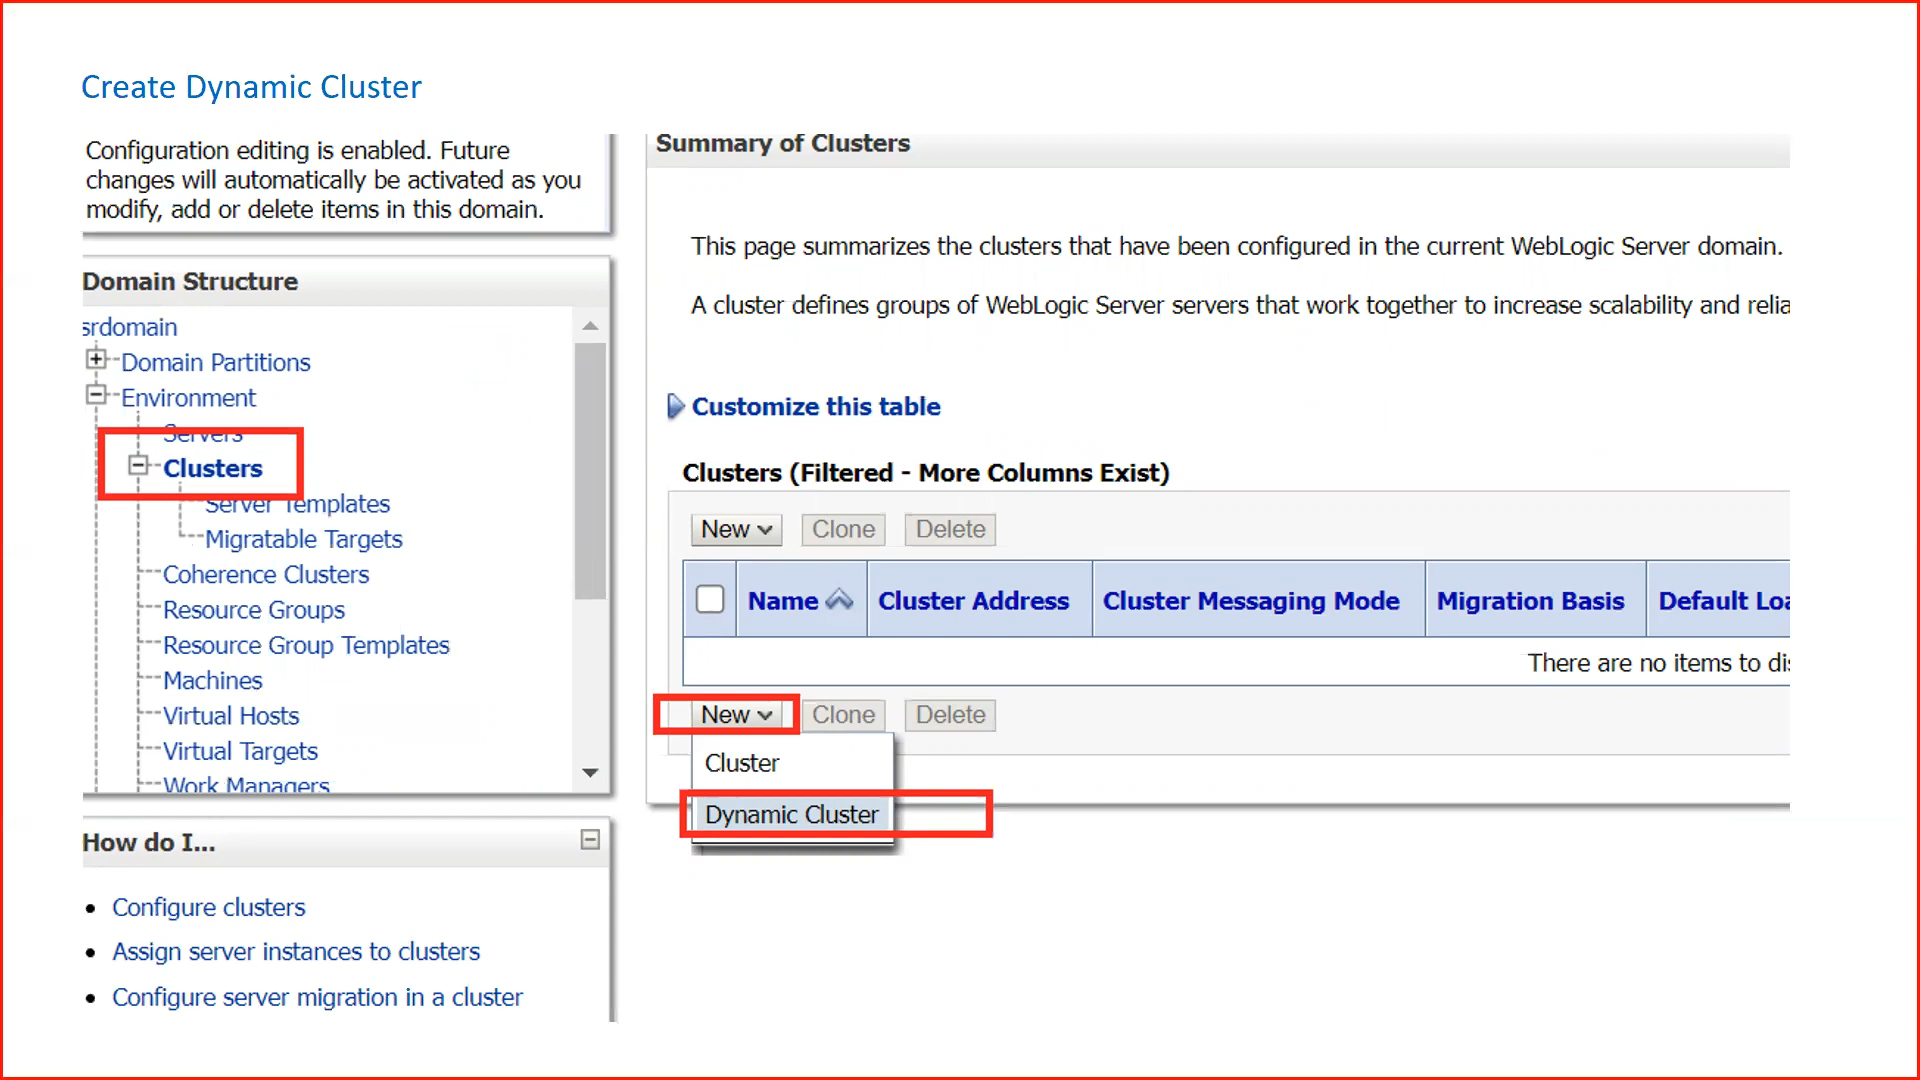 Create Dynamic Cluster
Configuration editing is enabled. Future
changes will automatically be activated as you
modify, add or delete items in this domain.
Domain Structure
srdomain
Domain Partitions
Environment
Servers
Clusters
Server Templates
Migratable Targets
Coherence Clusters
Resource Groups
Resource Group Templates
Machines
Virtual Hosts
Virtual Targets
Work Managers
How do I...
Configure clusters
Assign server instances to clusters
Configure server migration in a cluster
Summary of Clusters
This page summarizes the clusters that have been configured in the current WebLogic Server domain.
A cluster defines groups of WebLogic Server servers that work together to increase scalability and relia
Customize this table
Clusters (Filtered - More Columns Exist)
New Clone Delete
Name Cluster Address Cluster Messaging Mode Migration Basis Default Loa
There are no items to dis
New Clone Delete
Cluster
Dynamic Cluster